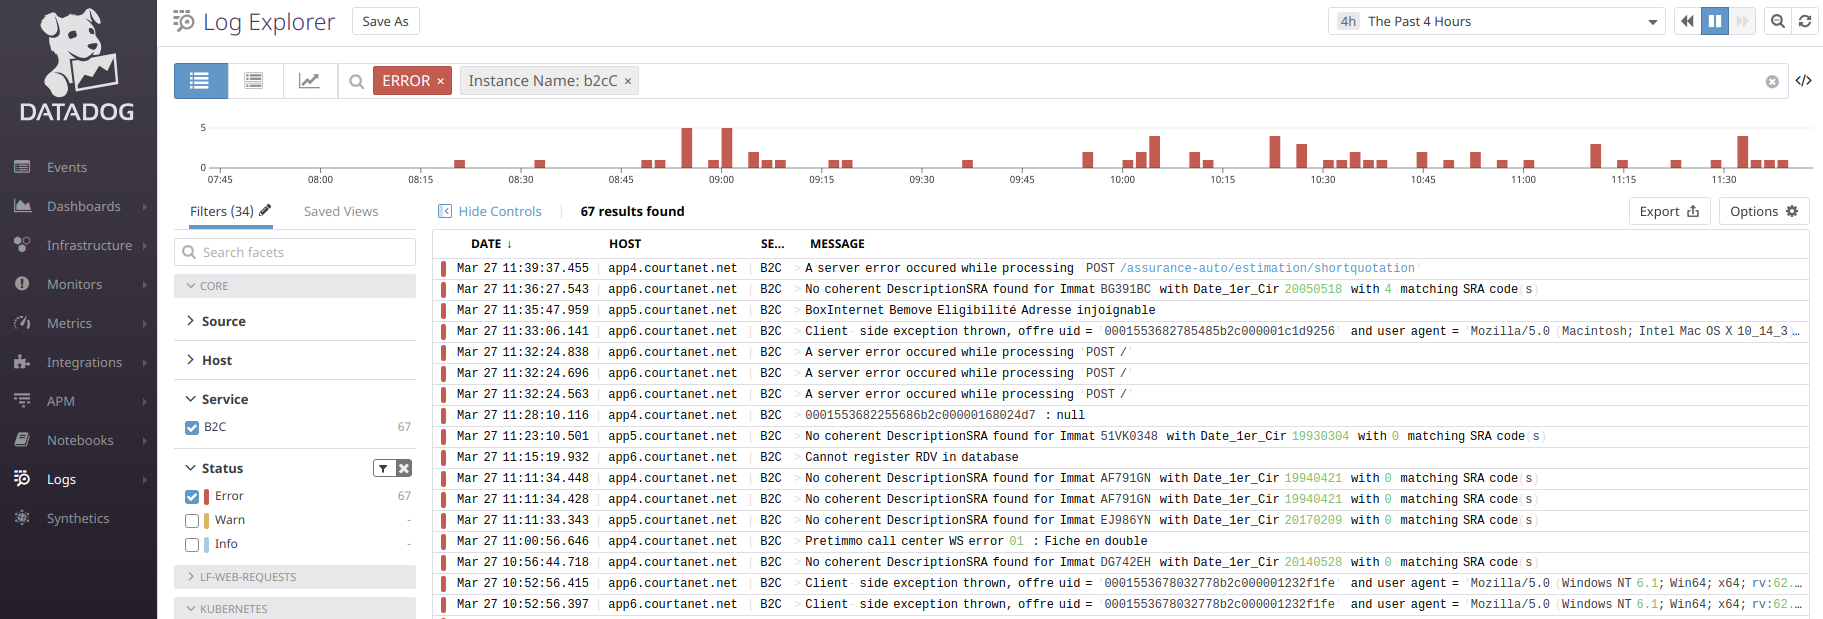 DATADOG
Events
Dashboards
Infrastructure
Monitors
Metrics
Integrations
APM
Notebooks
Logs
Synthetics
Log Explorer Save As 4h The Past 4 Hours
ERROR × Instance Name: b2cC × </>
5
0
07:45 08:00 08:15 08:30 08:45 09:00 09:15 09:30 09:45 10:00 10:15 10:30 10:45 11:00 11:15 11:30
Filters (34) Saved Views
Hide Controls 67 results found Export Options
Search facets
CORE
Source
Host
Service
B2C 67
Status
Error 67
Warn -
Info -
LF-WEB-REQUESTS
KUBERNETES
DATE ↓ HOST SE... MESSAGE
Mar 27 11:39:37.455 app4.courtanet.net B2C A server error occured while processing 'POST /assurance-auto/estimation/shortquotation'
Mar 27 11:36:27.543 app6.courtanet.net B2C No coherent DescriptionSRA found for Immat BG391BC with Date_1er_Cir 20050518 with 4 matching SRA code(s)
Mar 27 11:35:47.959 app5.courtanet.net B2C BoxInternet Bemove Eligibilité Adresse injoignable
Mar 27 11:33:06.141 app6.courtanet.net B2C Client- side exception thrown, offre uid = '0001553682785485b2c000001c1d9256' and user agent = 'Mozilla/5.0 (Macintosh; Intel Mac OS X 10_14_3)...
Mar 27 11:32:24.838 app6.courtanet.net B2C A server error occured while processing 'POST /'
Mar 27 11:32:24.696 app6.courtanet.net B2C A server error occured while processing 'POST /'
Mar 27 11:32:24.563 app6.courtanet.net B2C A server error occured while processing 'POST /'
Mar 27 11:28:10.116 app4.courtanet.net B2C 0001553682255686b2c00000168024d7 : null
Mar 27 11:23:10.501 app5.courtanet.net B2C No coherent DescriptionSRA found for Immat 51VK0348 with Date_1er_Cir 19930304 with 0 matching SRA code(s)
Mar 27 11:15:19.932 app6.courtanet.net B2C Cannot register RDV in database
Mar 27 11:11:34.448 app4.courtanet.net B2C No coherent DescriptionSRA found for Immat AF791GN with Date_1er_Cir 19940421 with 0 matching SRA code(s)
Mar 27 11:11:34.428 app4.courtanet.net B2C No coherent DescriptionSRA found for Immat AF791GN with Date_1er_Cir 19940421 with 0 matching SRA code(s)
Mar 27 11:11:33.343 app5.courtanet.net B2C No coherent DescriptionSRA found for Immat EJ986YN with Date_1er_Cir 20170209 with 0 matching SRA code(s)
Mar 27 11:00:56.646 app4.courtanet.net B2C Pretimmo call center WS error 01 : Fiche en double
Mar 27 10:56:44.718 app4.courtanet.net B2C No coherent DescriptionSRA found for Immat DG742EH with Date_1er_Cir 20140528 with 0 matching SRA code(s)
Mar 27 10:52:56.415 app6.courtanet.net B2C Client- side exception thrown, offre uid = '0001553678032778b2c000001232f1fe' and user agent = 'Mozilla/5.0 (Windows NT 6.1; Win64; x64; rv:62....
Mar 27 10:52:56.397 app6.courtanet.net B2C Client- side exception thrown, offre uid = '0001553678032778b2c000001232f1fe' and user agent = 'Mozilla/5.0 (Windows NT 6.1; Win64; x64; rv:62....